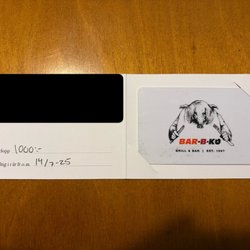 1000:-
14/7-25
BAR-B-KO
GRILL & BAR | EST. 1997